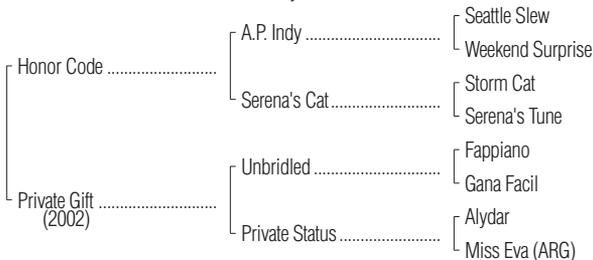 Seattle Slew
A.P. Indy ..............................
Weekend Surprise
Honor Code ........................
Storm Cat
Serena's Cat ........................
Serena's Tune
Fappiano
Unbridled ............................
Gana Facil
Private Gift ..........................
(2002)
Alydar
Private Status ......................
Miss Eva (ARG)